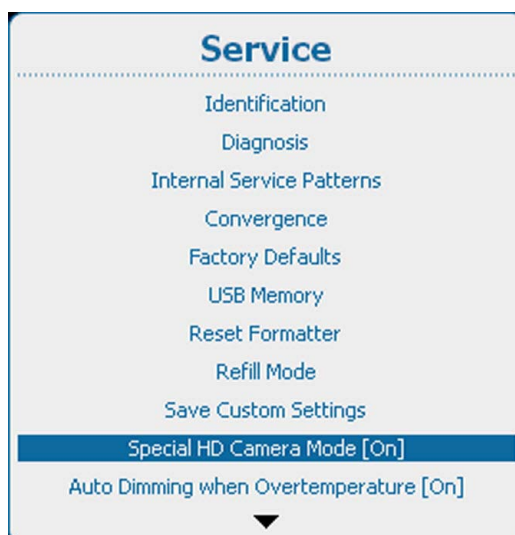 Service
Identification
Diagnosis
Internal Service Patterns
Convergence
Factory Defaults
USB Memory
Reset Formatter
Refill Mode
Save Custom Settings
Special HD Camera Mode [On]
Auto Dimming when Overtemperature [On]